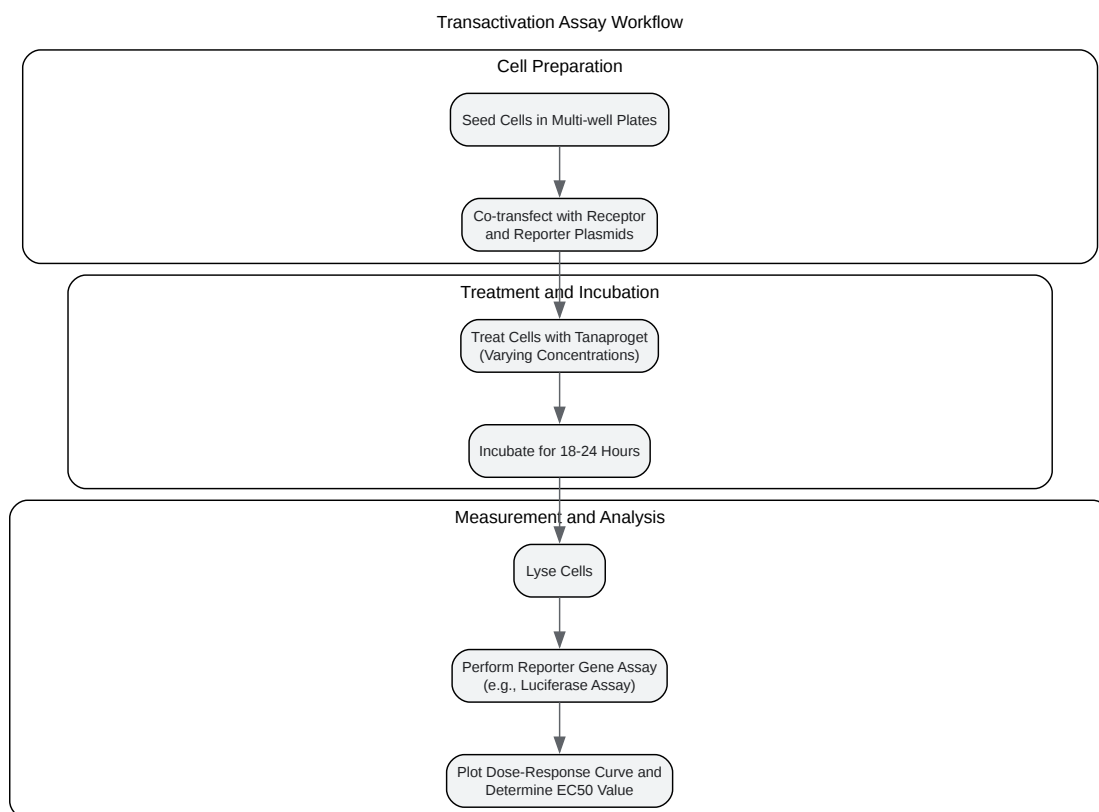 Transactivation Assay Workflow
Cell Preparation
Seed Cells in Multi-well Plates
Co-transfect with Receptor
and Reporter Plasmids
Treatment and Incubation
Treat Cells with Tanaproget
(Varying Concentrations)
Incubate for 18-24 Hours
Measurement and Analysis
Lyse Cells
Perform Reporter Gene Assay
(e.g., Luciferase Assay)
Plot Dose-Response Curve and
Determine EC50 Value